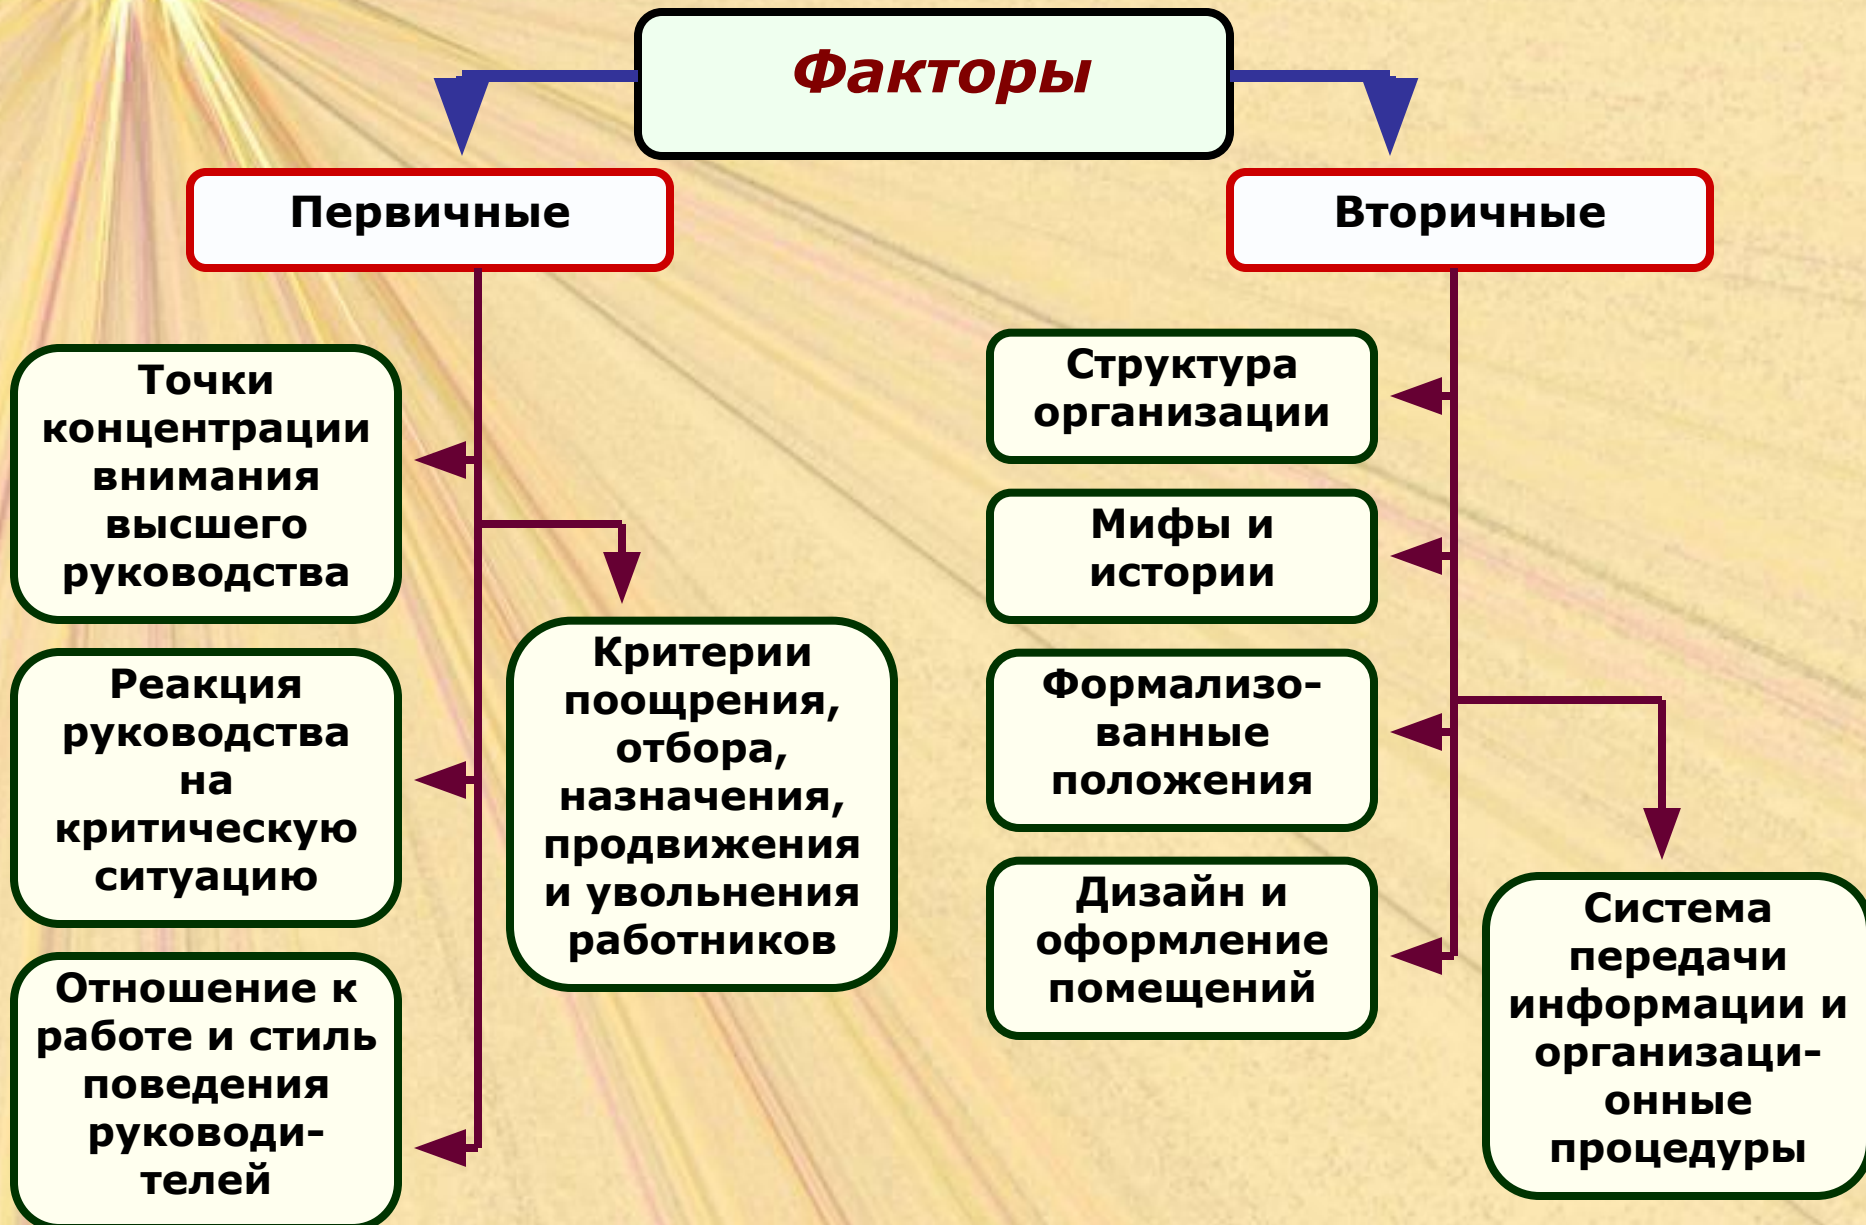 Факторы
Первичные
Точки
концентрации
внимания
высшего
руководства
Реакция
руководства
на
критическую
ситуацию
Отношение к
работе и стиль
поведения
руководи-
телей
Критерии
поощрения,
отбора,
назначения,
продвижения
и увольнения
работников
Вторичные
Структура
организации
Мифы и
истории
Формализо-
ванные
положения
Дизайн и
оформление
помещений
Система
передачи
информации и
организаци-
онные
процедуры